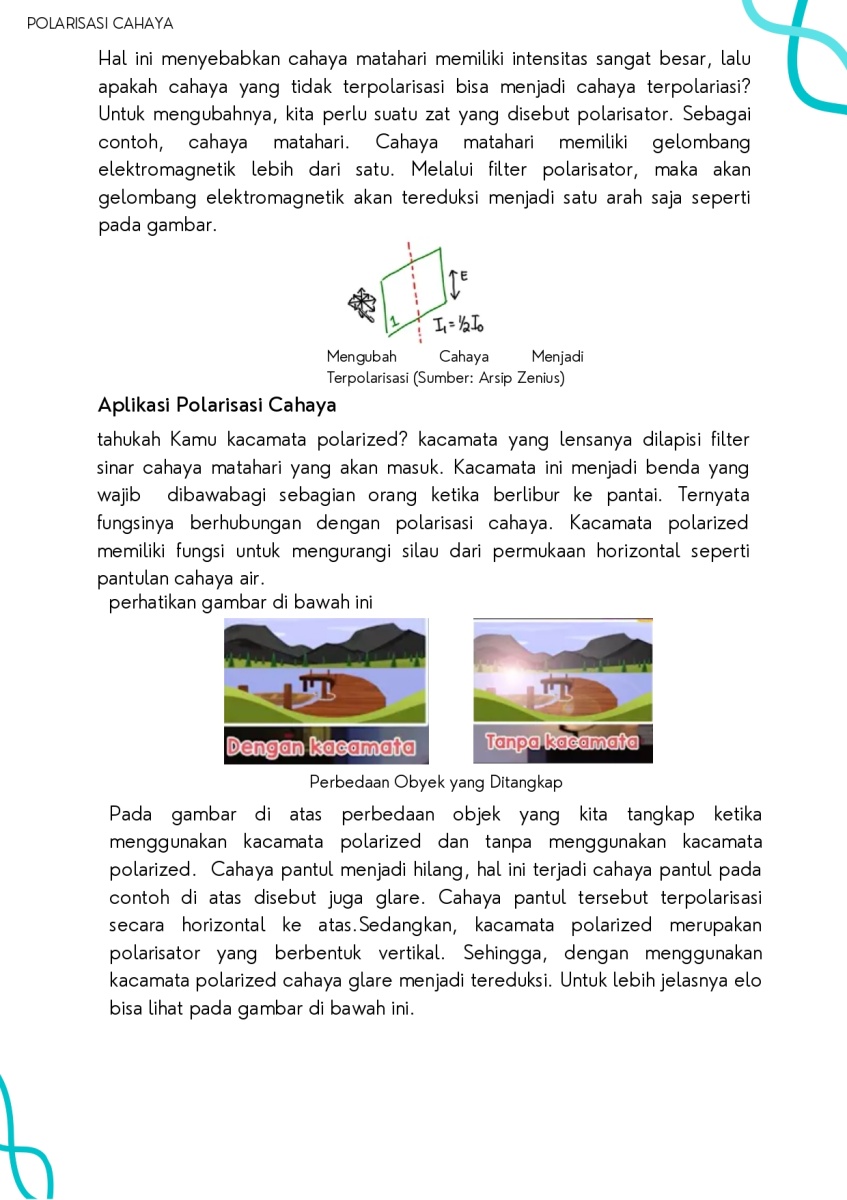 POLARISASI CAHAYA
Hal ini menyebabkan cahaya matahari memiliki intensitas sangat besar, lalu
apakah cahaya yang tidak terpolarisasi bisa menjadi cahaya terpolariasi?
Untuk mengubahnya, kita perlu suatu zat yang disebut polarisator. Sebagai
contoh, cahaya matahari. Cahaya matahari memiliki gelombang
elektromagnetik lebih dari satu. Melalui filter polarisator, maka akan
gelombang elektromagnetik akan tereduksi menjadi satu arah saja seperti
pada gambar.
E
1
I₁ = ½ I₀
Mengubah Cahaya Menjadi
Terpolarisasi (Sumber: Arsip Zenius)
Aplikasi Polarisasi Cahaya
tahukah Kamu kacamata polarized? kacamata yang lensanya dilapisi filter
sinar cahaya matahari yang akan masuk. Kacamata ini menjadi benda yang
wajib dibawabagi sebagian orang ketika berlibur ke pantai. Ternyata
fungsinya berhubungan dengan polarisasi cahaya. Kacamata polarized
memiliki fungsi untuk mengurangi silau dari permukaan horizontal seperti
pantulan cahaya air.
perhatikan gambar di bawah ini
Dengan kacamata
Tanpa kacamata
Perbedaan Obyek yang Ditangkap
Pada gambar di atas perbedaan objek yang kita tangkap ketika
menggunakan kacamata polarized dan tanpa menggunakan kacamata
polarized. Cahaya pantul menjadi hilang, hal ini terjadi cahaya pantul pada
contoh di atas disebut juga glare. Cahaya pantul tersebut terpolarisasi
secara horizontal ke atas.Sedangkan, kacamata polarized merupakan
polarisator yang berbentuk vertikal. Sehingga, dengan menggunakan
kacamata polarized cahaya glare menjadi tereduksi. Untuk lebih jelasnya elo
bisa lihat pada gambar di bawah ini.